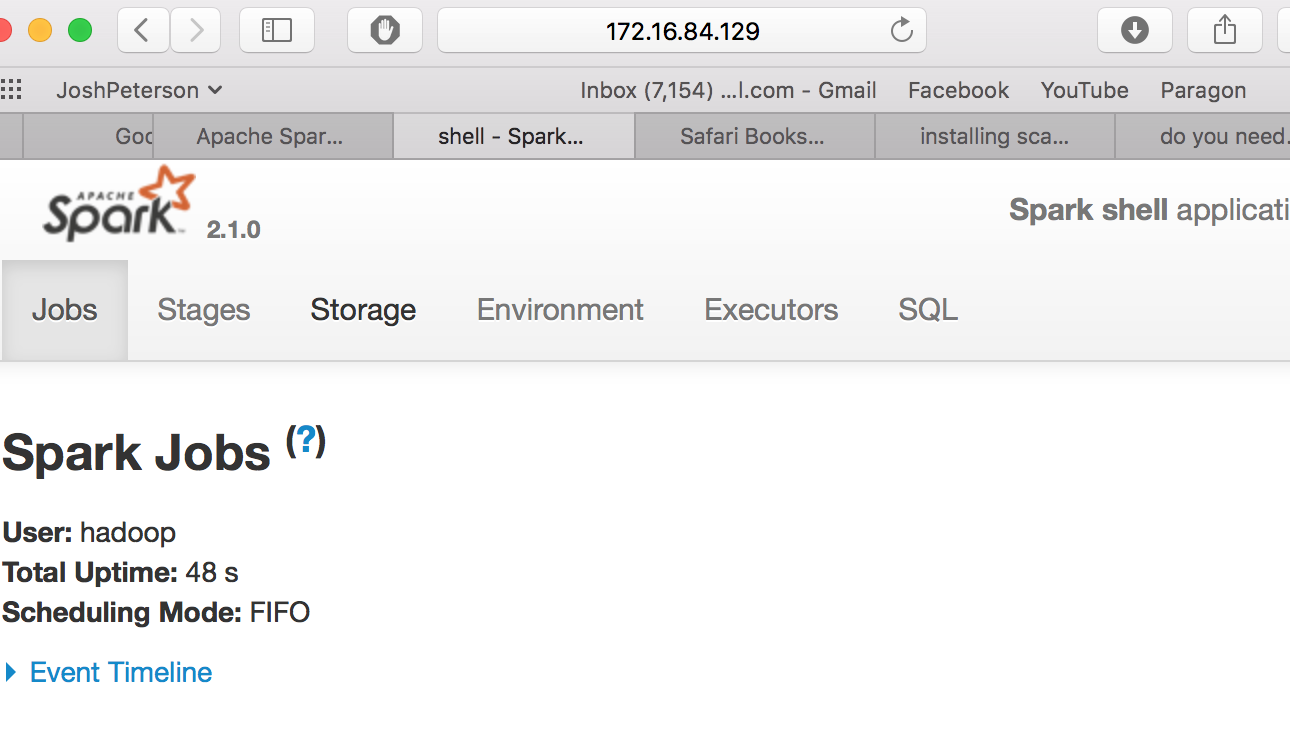 172.16.84.129
JoshPeterson Inbox (7,154) ...l.com - Gmail Facebook YouTube Paragon
Goo Apache Spar... shell - Spark... Safari Books... installing sca... do you need.
APACHE
Spark™ 2.1.0 Spark shell applicati
Jobs Stages Storage Environment Executors SQL
Spark Jobs (?)
User: hadoop
Total Uptime: 48 s
Scheduling Mode: FIFO
Event Timeline